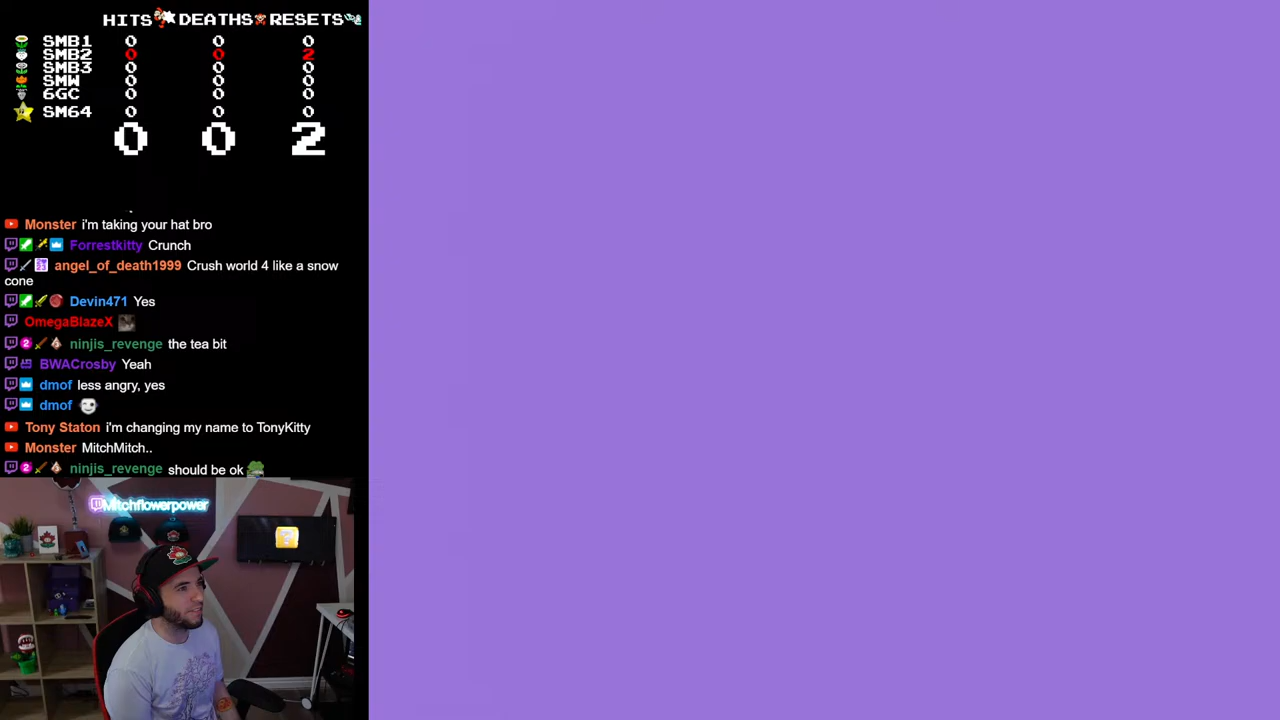 HITS DEATHS RESETS
SMB1 0 0 0
SMB2 0 0 2
SMB3 0 0 0
SMW 0 0 0
6GC 0 0 0
SM64 0 0 0
0 0 2
Monster i'm taking your hat bro
Forrestkitty Crunch
angel_of_death1999 Crush world 4 like a snow
cone
Devin471 Yes
OmegaBlazeX
2 ninjis_revenge the tea bit
BWACrosby Yeah
dmof less angry, yes
dmof
Tony Staton i'm changing my name to TonyKitty
Monster MitchMitch..
2 ninjis_revenge should be ok
Mitchflowerpower
?